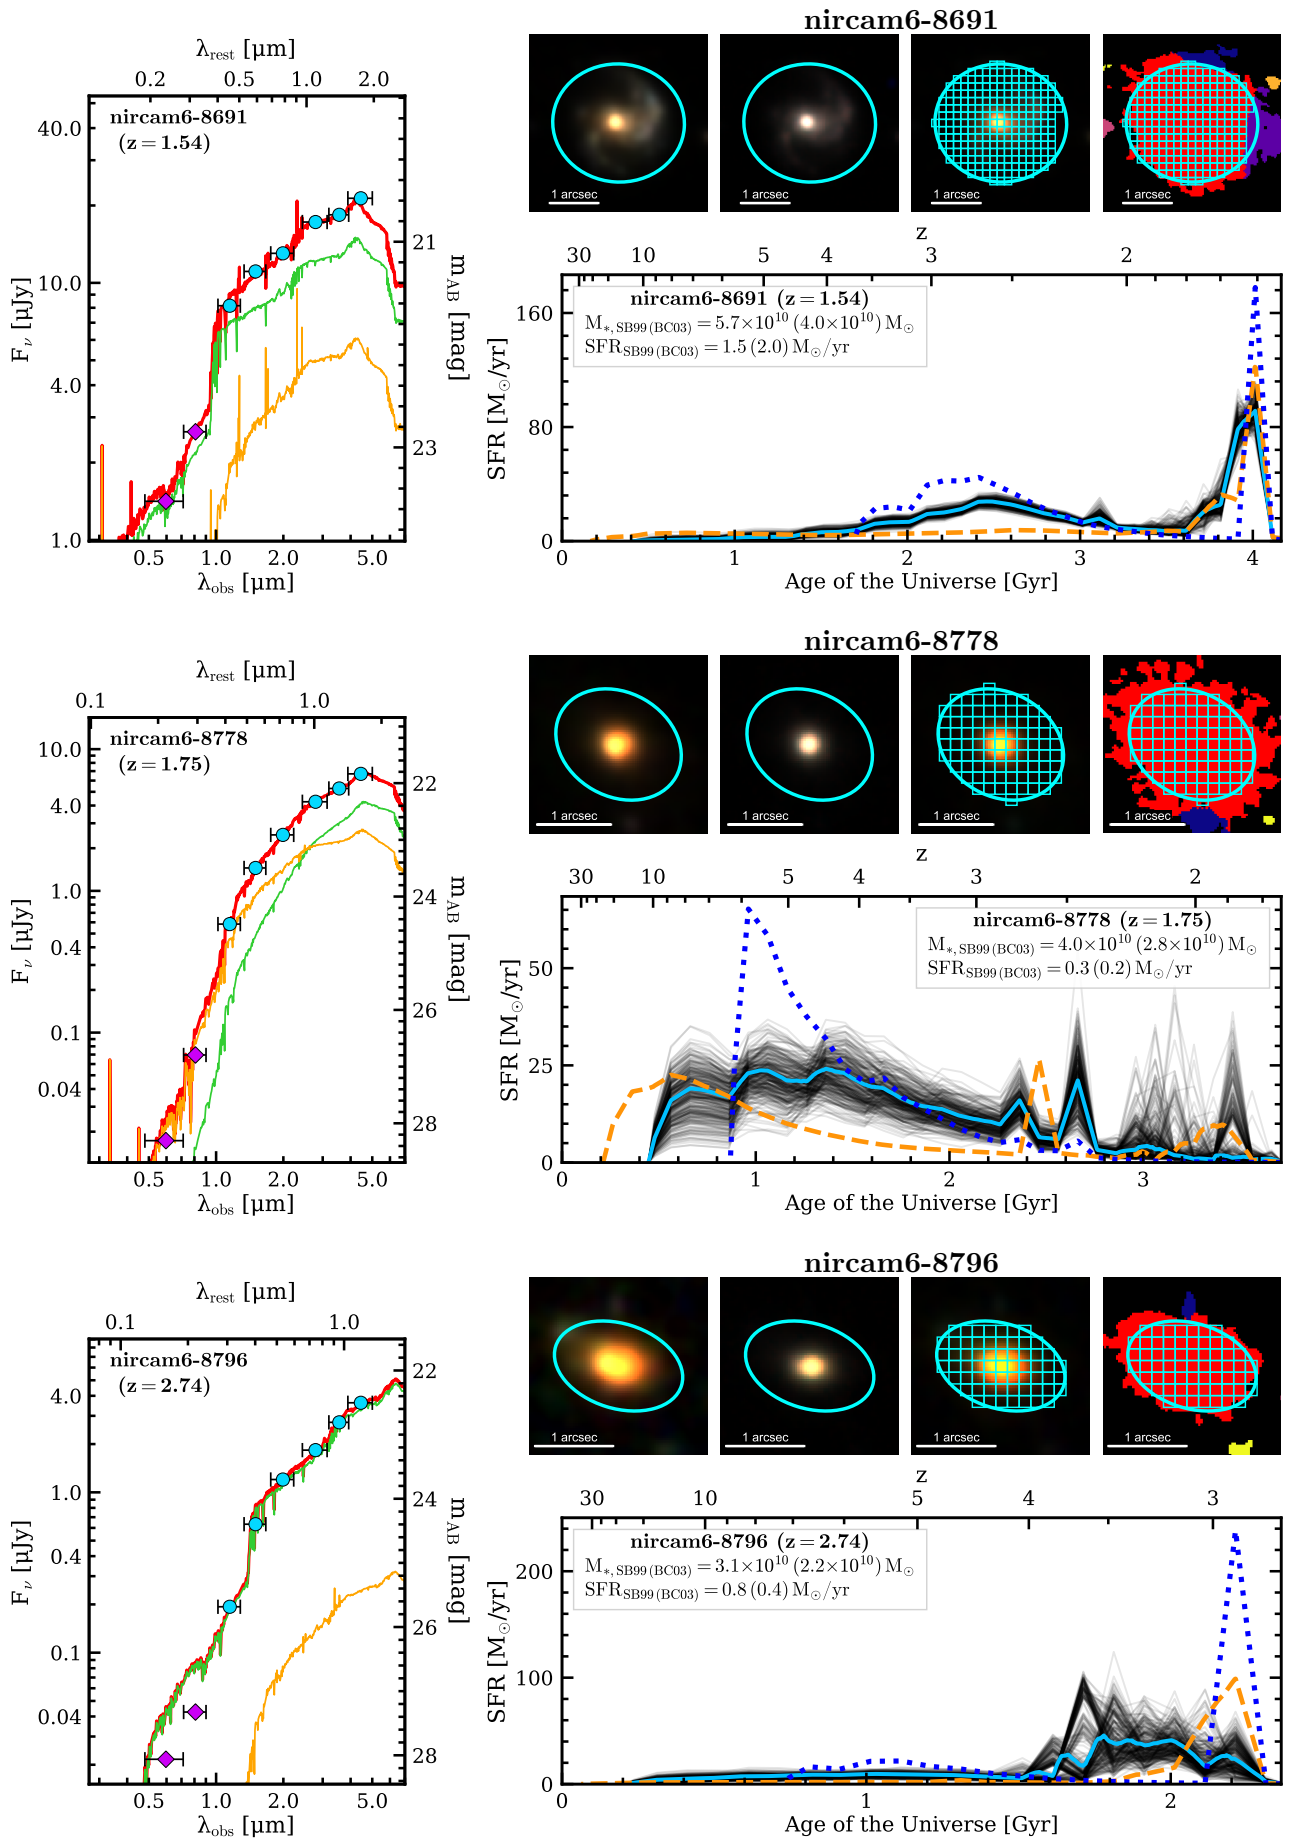 nircam6-8691
λrest [μm]
0.2 0.5 1.0 2.0
nircam6-8691
(z = 1.54)
40.0
10.0
4.0
1.0
Fν [μJy]
21
23
mAB [mag]
0.5 1.0 2.0 5.0
λobs [μm]
1 arcsec
1 arcsec
1 arcsec
1 arcsec
z
30 10 5 4 3 2
nircam6-8691 (z = 1.54)
M*, SB99 (BC03) = 5.7×10^10 (4.0×10^10) M⊙
SFRSB99 (BC03) = 1.5 (2.0) M⊙/yr
160
80
0
SFR [M⊙/yr]
0 1 2 3 4
Age of the Universe [Gyr]
nircam6-8778
λrest [μm]
0.1 1.0
nircam6-8778
(z = 1.75)
10.0
4.0
1.0
0.4
0.1
0.04
Fν [μJy]
22
24
26
28
mAB [mag]
0.5 1.0 2.0 5.0
λobs [μm]
1 arcsec
1 arcsec
1 arcsec
1 arcsec
z
30 10 5 4 3 2
nircam6-8778 (z = 1.75)
M*, SB99 (BC03) = 4.0×10^10 (2.8×10^10) M⊙
SFRSB99 (BC03) = 0.3 (0.2) M⊙/yr
50
25
0
SFR [M⊙/yr]
0 1 2 3
Age of the Universe [Gyr]
nircam6-8796
λrest [μm]
0.1 1.0
nircam6-8796
(z = 2.74)
4.0
1.0
0.4
0.1
0.04
Fν [μJy]
22
24
26
28
mAB [mag]
0.5 1.0 2.0 5.0
λobs [μm]
1 arcsec
1 arcsec
1 arcsec
1 arcsec
z
30 10 5 4 3
nircam6-8796 (z = 2.74)
M*, SB99 (BC03) = 3.1×10^10 (2.2×10^10) M⊙
SFRSB99 (BC03) = 0.8 (0.4) M⊙/yr
200
100
0
SFR [M⊙/yr]
0 1 2
Age of the Universe [Gyr]